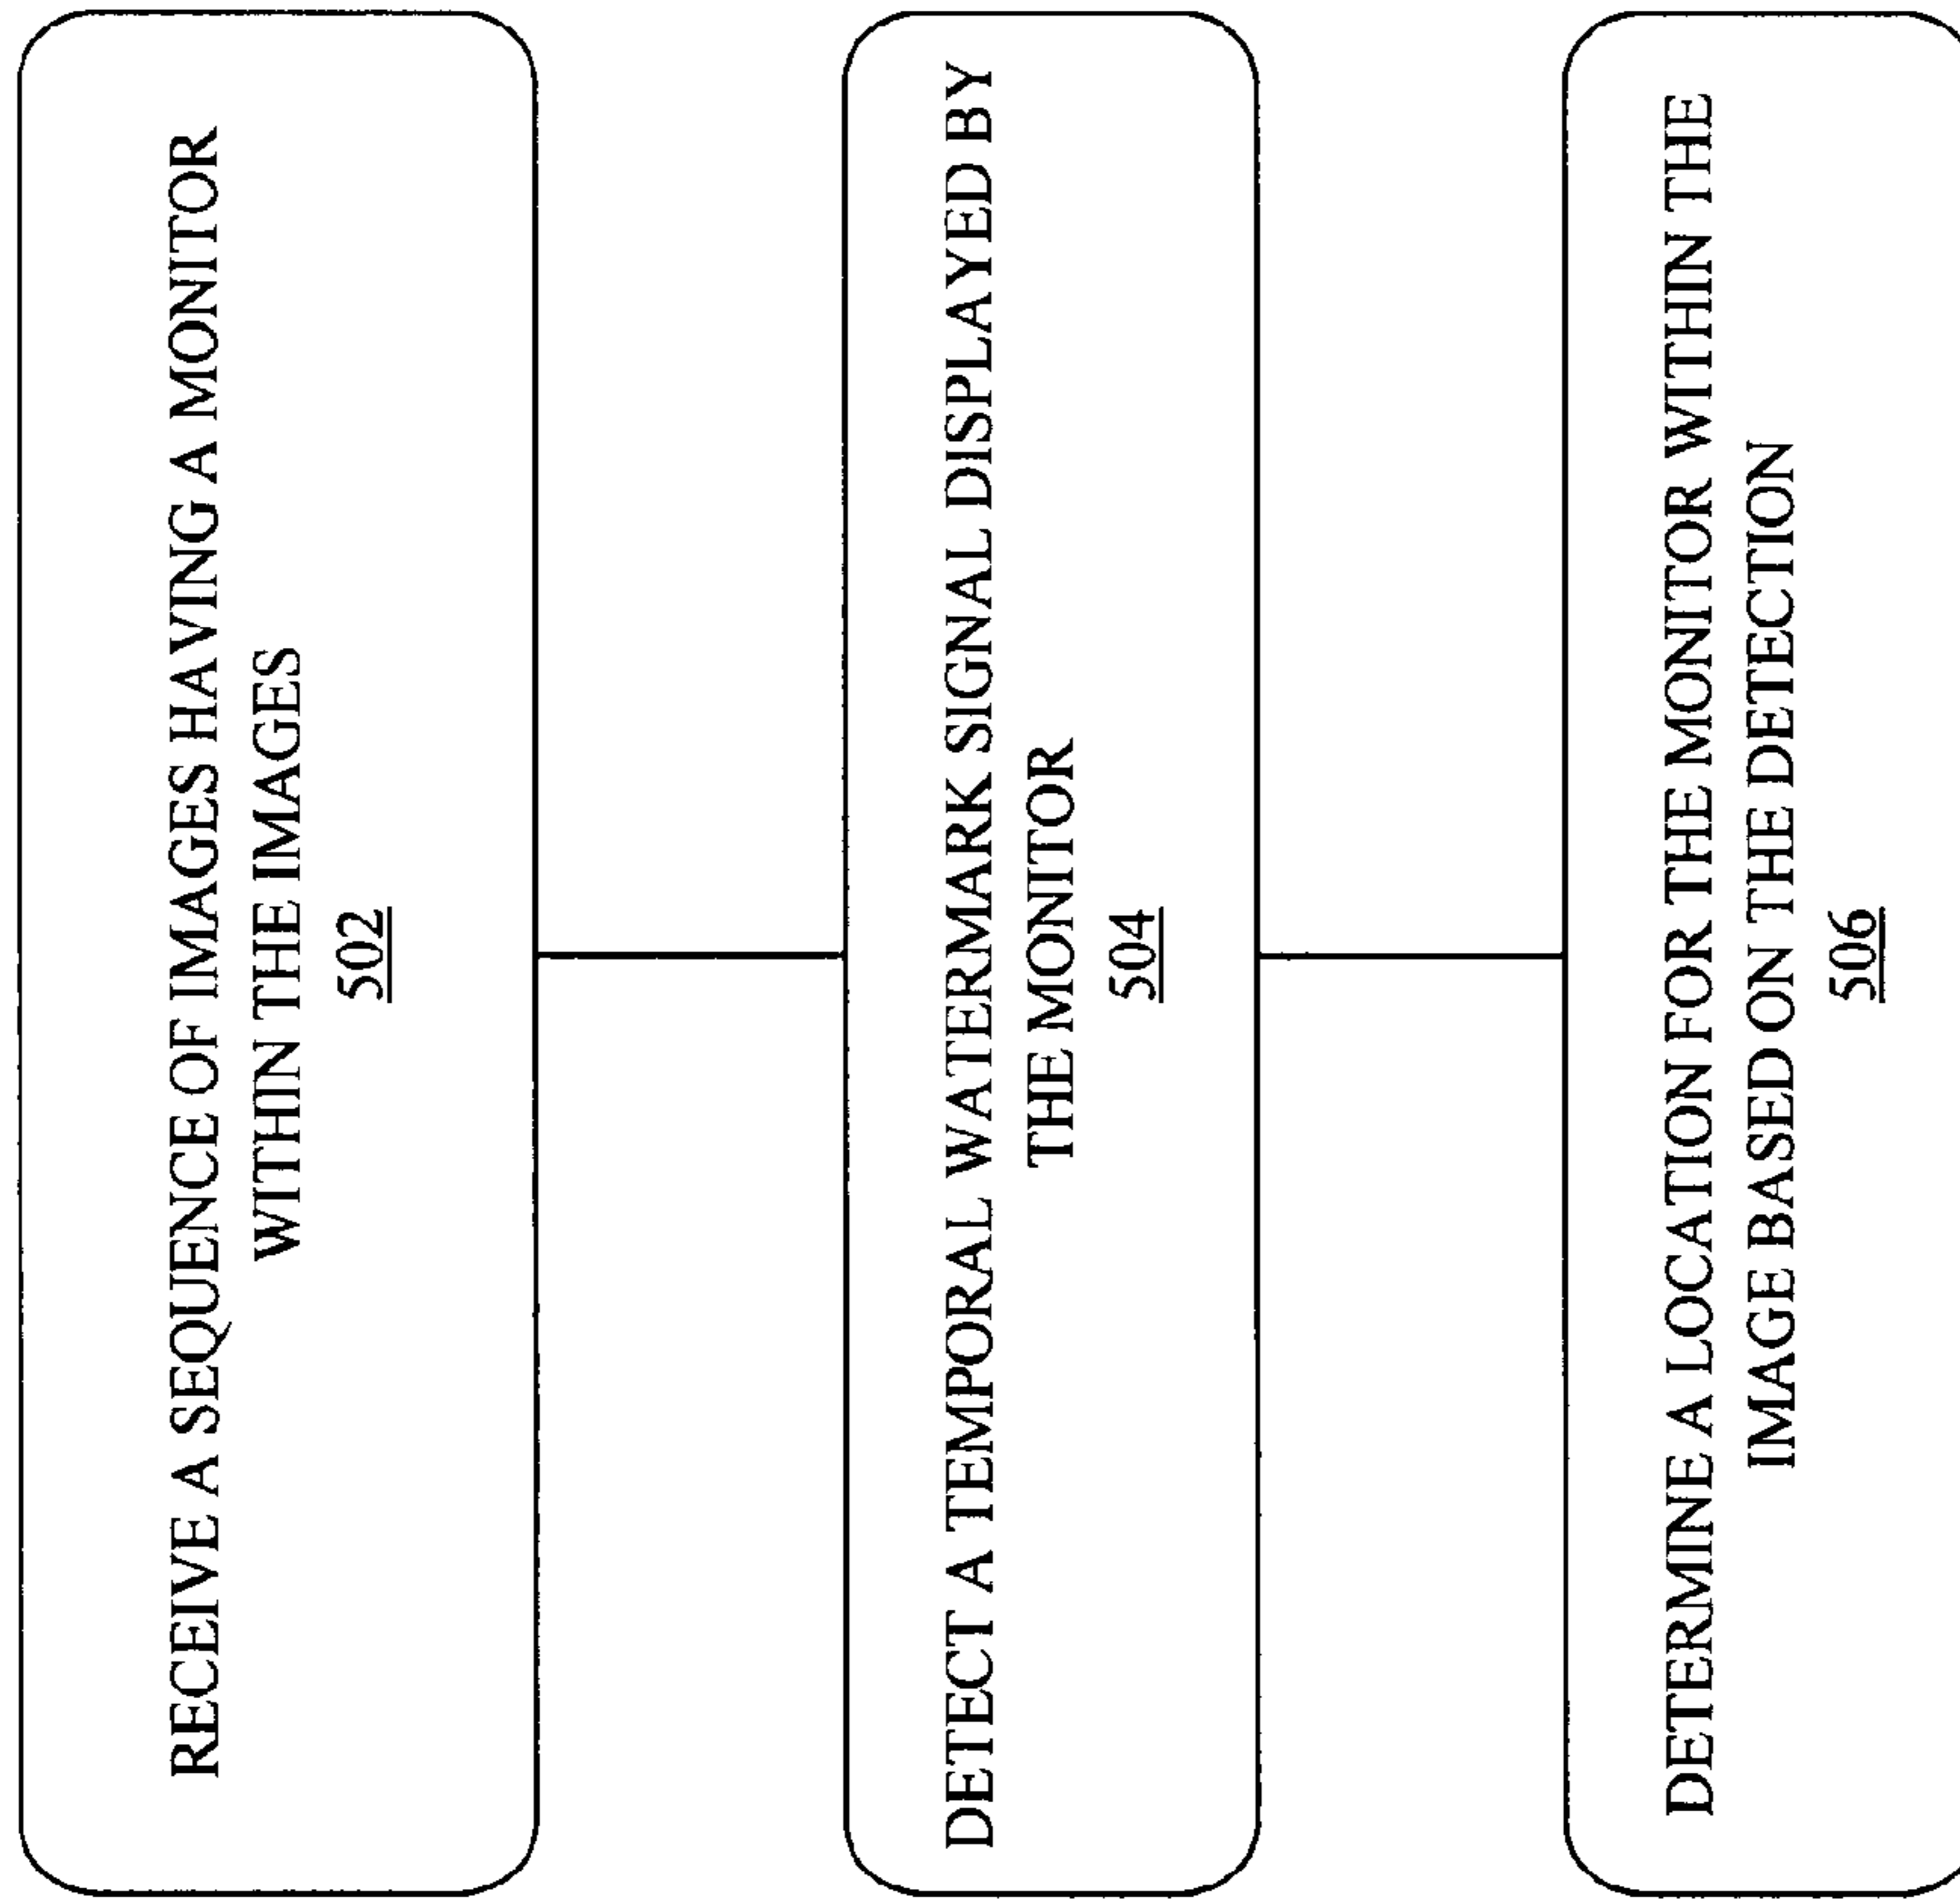 RECEIVE A SEQUENCE OF IMAGES HAVING A MONITOR
WITHIN THE IMAGES
502
DETECT A TEMPORAL WATERMARK SIGNAL DISPLAYED BY
THE MONITOR
504
DETERMINE A LOCATION FOR THE MONITOR WITHIN THE
IMAGE BASED ON THE DETECTION
506